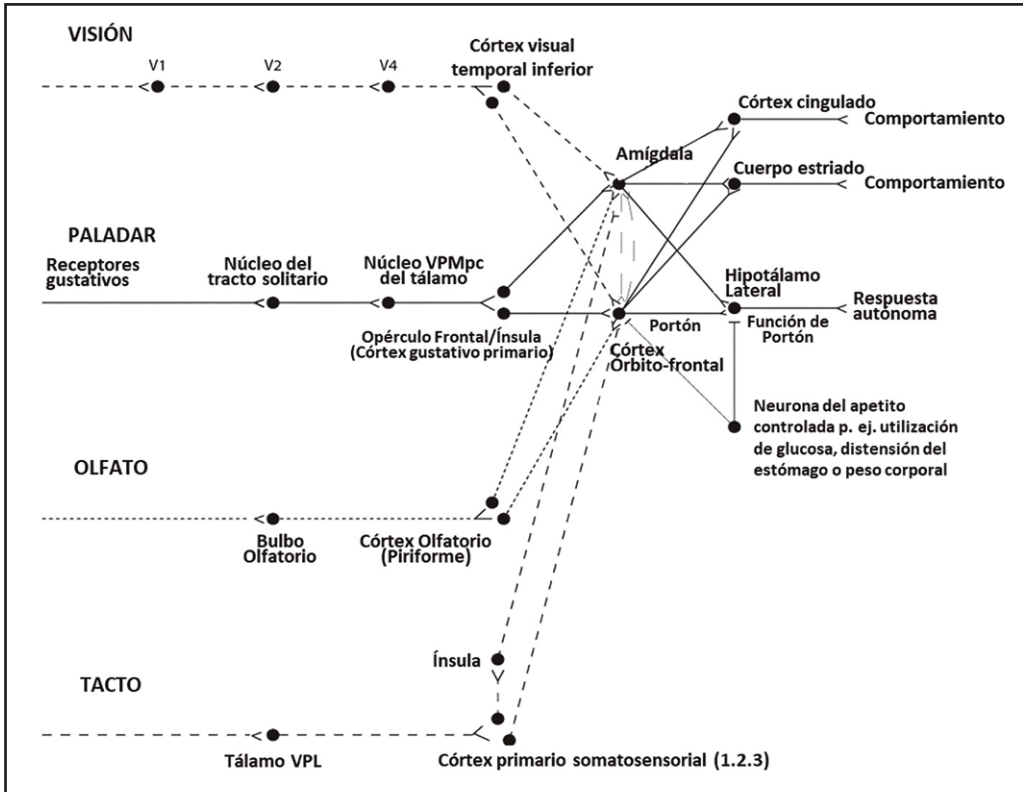 VISIÓN
V1
V2
V4
Córtex visual
temporal inferior
Córtex cingulado
Comportamiento
Amígdala
Cuerpo estriado
Comportamiento
PALADAR
Receptores
gustativos
Núcleo del
tracto solitario
Núcleo VPMpc
del tálamo
Opérculo Frontal/Ínsula
(Córtex gustativo primario)
Portón
Córtex
Órbito-frontal
Hipotálamo
Lateral
Función de
Portón
Respuesta
autónoma
Neurona del apetito
controlada p. ej. utilización
de glucosa, distensión del
estómago o peso corporal
OLFATO
Bulbo
Olfatorio
Córtex Olfatorio
(Piriforme)
Ínsula
TACTO
Tálamo VPL
Córtex primario somatosensorial (1.2.3)